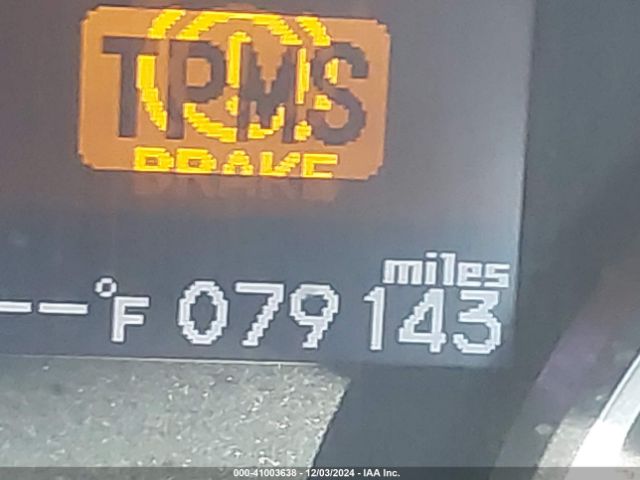 TPMS
BRAKE
miles
--°F 079143
000-41003638 - 12/03/2024 - IAA Inc.